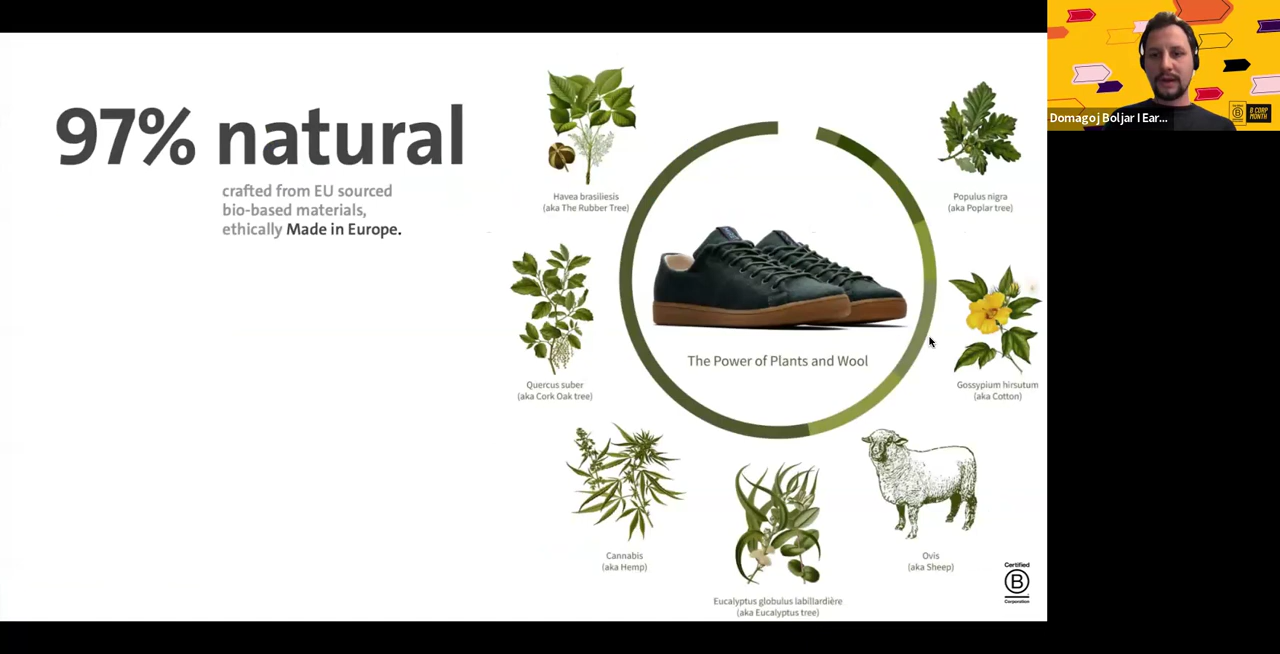 97% natural
crafted from EU sourced
bio-based materials,
ethically Made in Europe.
Havea brasiliesis
(aka The Rubber Tree)
Populus nigra
(aka Poplar tree)
Quercus suber
(aka Cork Oak tree)
The Power of Plants and Wool
Gossypium hirsutum
(aka Cotton)
Cannabis
(aka Hemp)
Eucalyptus globulus labillardière
(aka Eucalyptus tree)
Ovis
(aka Sheep)
Certified
B
Corporation
Domagoj Boljar I Ear...
B CORP
MONTH